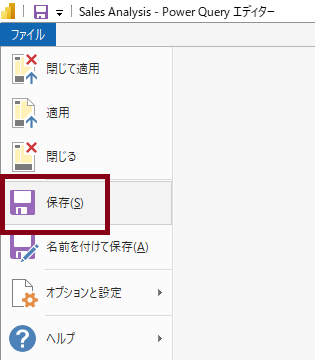 Sales Analysis - Power Query エディター
ファイル
閉じて適用
適用
閉じる
保存(S)
名前を付けて保存(A)
オプションと設定
ヘルプ